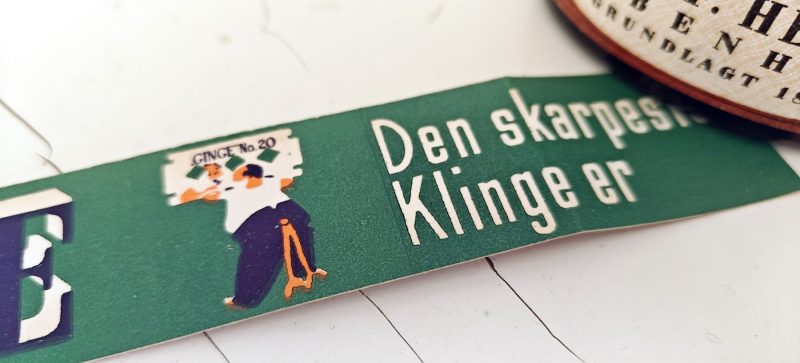 E
GINGE No. 20
Den skarpeste
Klinge er
GRUNDLAGT